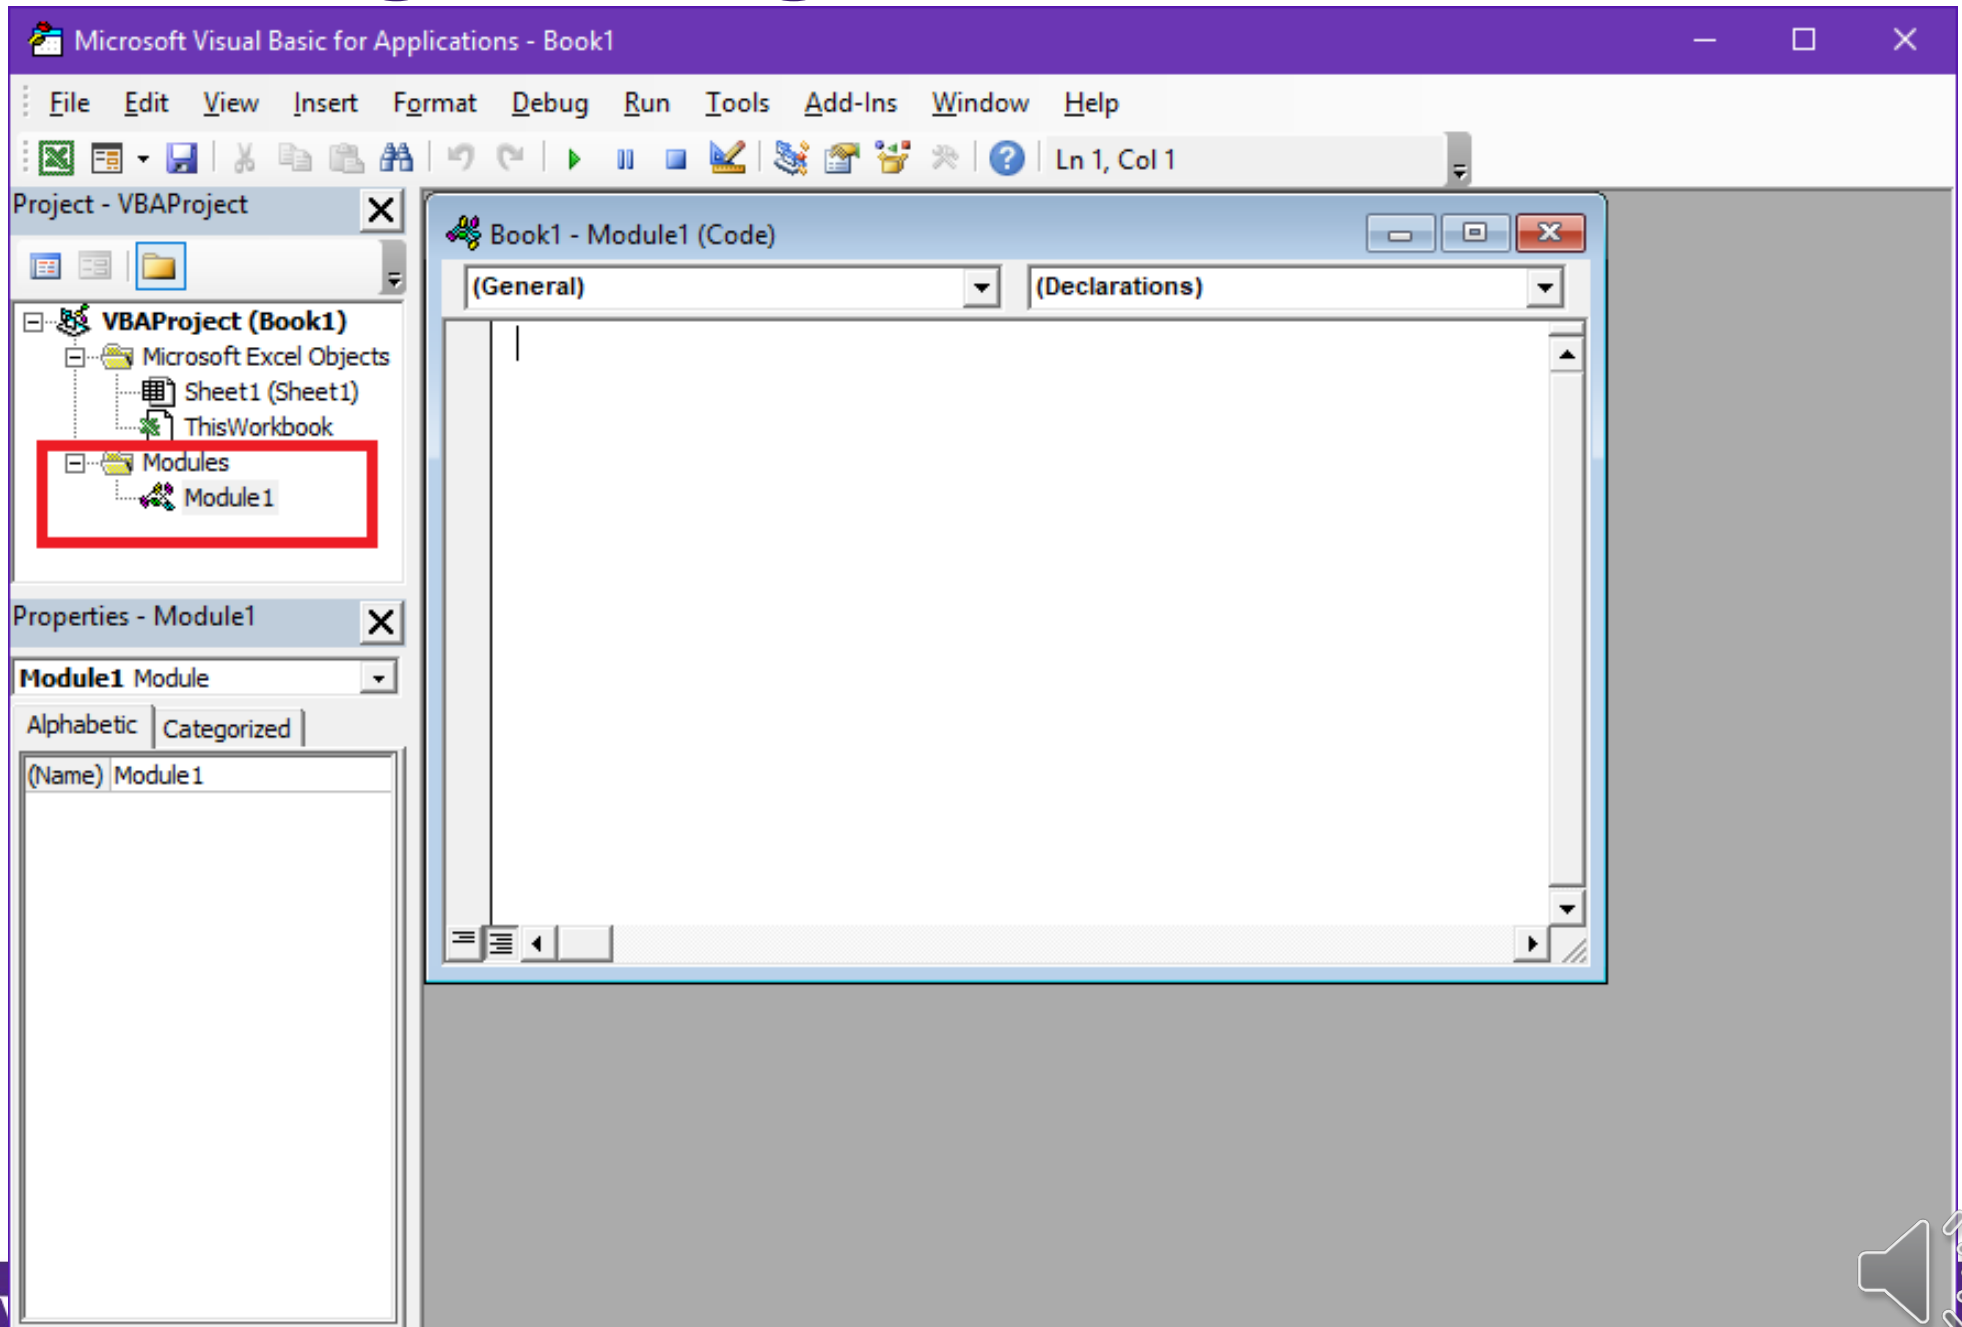 Microsoft Visual Basic for Applications - Book1
File Edit View Insert Format Debug Run Tools Add-Ins Window Help
Ln 1, Col 1
Project - VBAProject
VBAProject (Book1)
Microsoft Excel Objects
Sheet1 (Sheet1)
ThisWorkbook
Modules
Module1
Properties - Module1
Module1 Module
Alphabetic Categorized
(Name) Module1
Book1 - Module1 (Code)
(General) (Declarations)